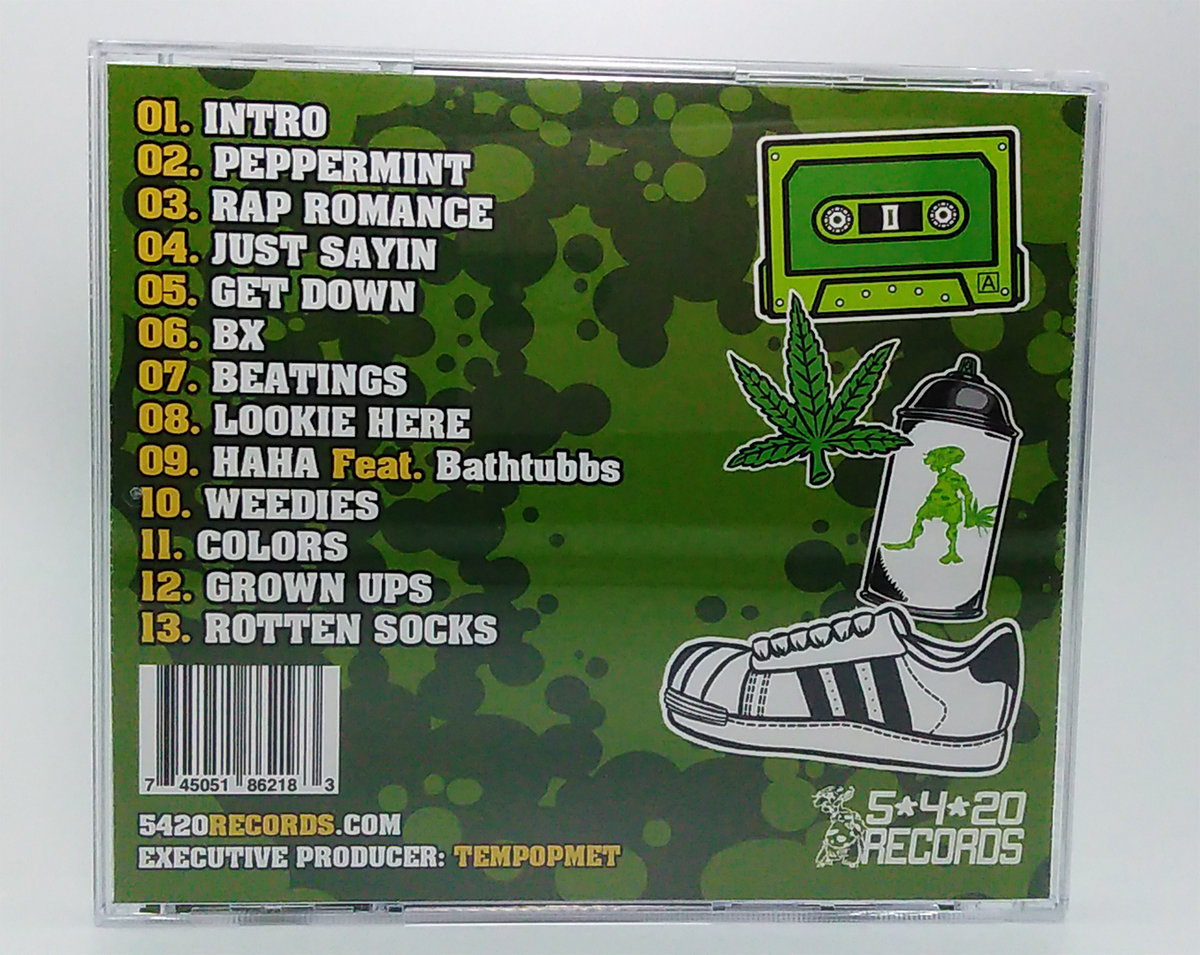 01. INTRO
02. PEPPERMINT
03. RAP ROMANCE
04. JUST SAYIN
05. GET DOWN
06. BX
07. BEATINGS
08. LOOKIE HERE
09. HAHA Feat. Bathtubbs
10. WEEDIES
11. COLORS
12. GROWN UPS
13. ROTTEN SOCKS
A
7 45051 86218 3
5420RECORDS.COM
EXECUTIVE PRODUCER: TEMPOPMET
5*4*20
RECORDS